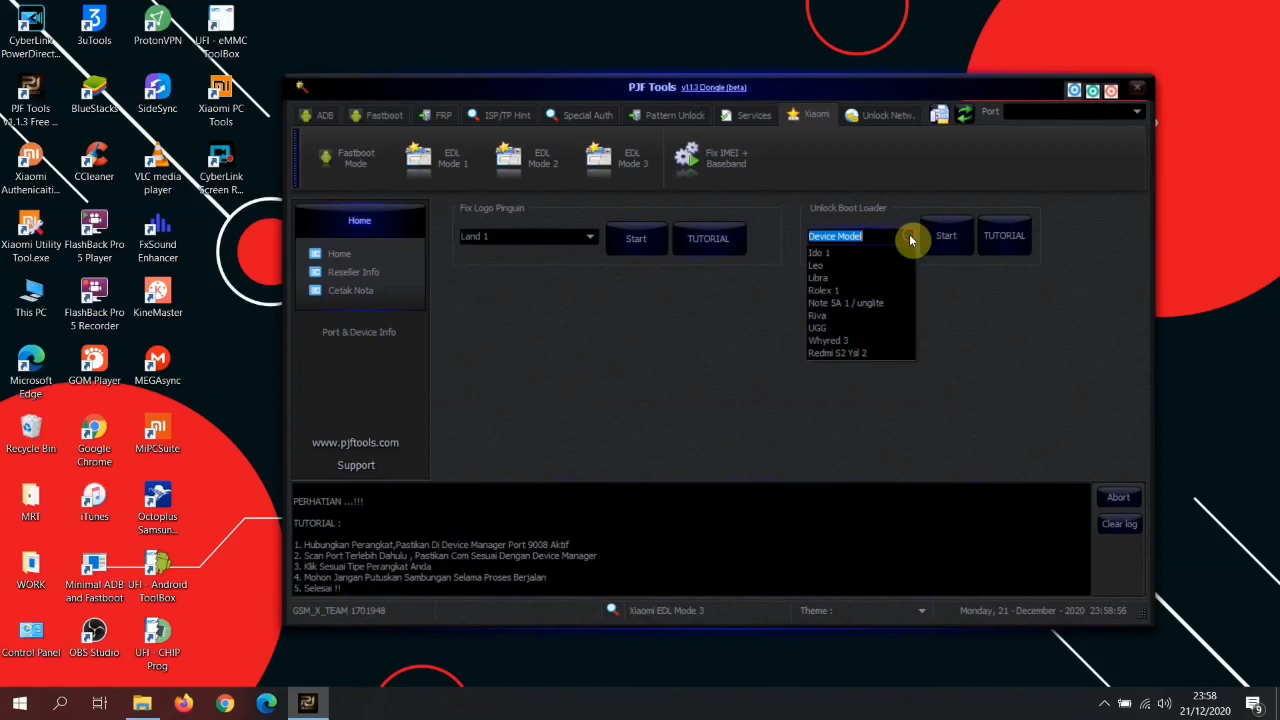 CyberLink
PowerDirect...
3uTools
ProtonVPN
UFI - eMMC
ToolBox
PJF Tools
V1.1.3 Free ...
BlueStacks
SideSync
Xiaomi PC
Tools
Xiaomi
Authenicaiti...
CCleaner
VLC media
player
CyberLink
Screen R...
Xiaomi Utility
Tool.exe
FlashBack Pro
5 Movie
FxSound
Enhancer
This PC
FlashBack Pro
5 Recorder
KineMaster
Microsoft
Edge
GOM Player
MEGAsync
Recycle Bin
Google
Chrome
MiPCSuite
MRT
iTunes
Octoplus
Samsun...
WORK
Minimal ADB
and Fastboot
UFI - Android
ToolBox
Control Panel
OBS Studio
UFI - CHIP
Prog
PJF Tools v1.1.3 Dongle (beta)
ADB
Fastboot
FRP
ISP/TP Hint
Special Auth
Pattern Unlock
Services
Xiaomi
Unlock Netw.
Port
Fastboot
Mode
EDL
Mode 1
EDL
Mode 2
EDL
Mode 3
Fix IMEI +
Baseband
Home
Home
Reseller Info
Cetak Nota
Port & Device Info
www.pjftools.com
Support
Fix Logo Pinguin
Land 1
Start
TUTORIAL
Unlock Boot Loader
Device Model
Start
TUTORIAL
Ido 1
Leo
Libra
Rolex 1
Note 5A 1 / unglite
Riva
UGG
Whyred 3
Redmi S2 Ysl 2
PERHATIAN ...!!!
TUTORIAL :
1. Hubungkan Perangkat,Pastikan Di Device Manager Port 9008 Aktif
2. Scan Port Terlebih Dahulu , Pastikan Com Sesuai Dengan Device Manager
3. Klik Sesuai Tipe Perangkat Anda
4. Mohon Jangan Putuskan Sambungan Selama Proses Berjalan
5. Selesai !!
Abort
Clear log
GSM_X_TEAM 1701948
Xiaomi EDL Mode 3
Theme :
Monday, 21 - December - 2020 23:58:56
23:58
21/12/2020